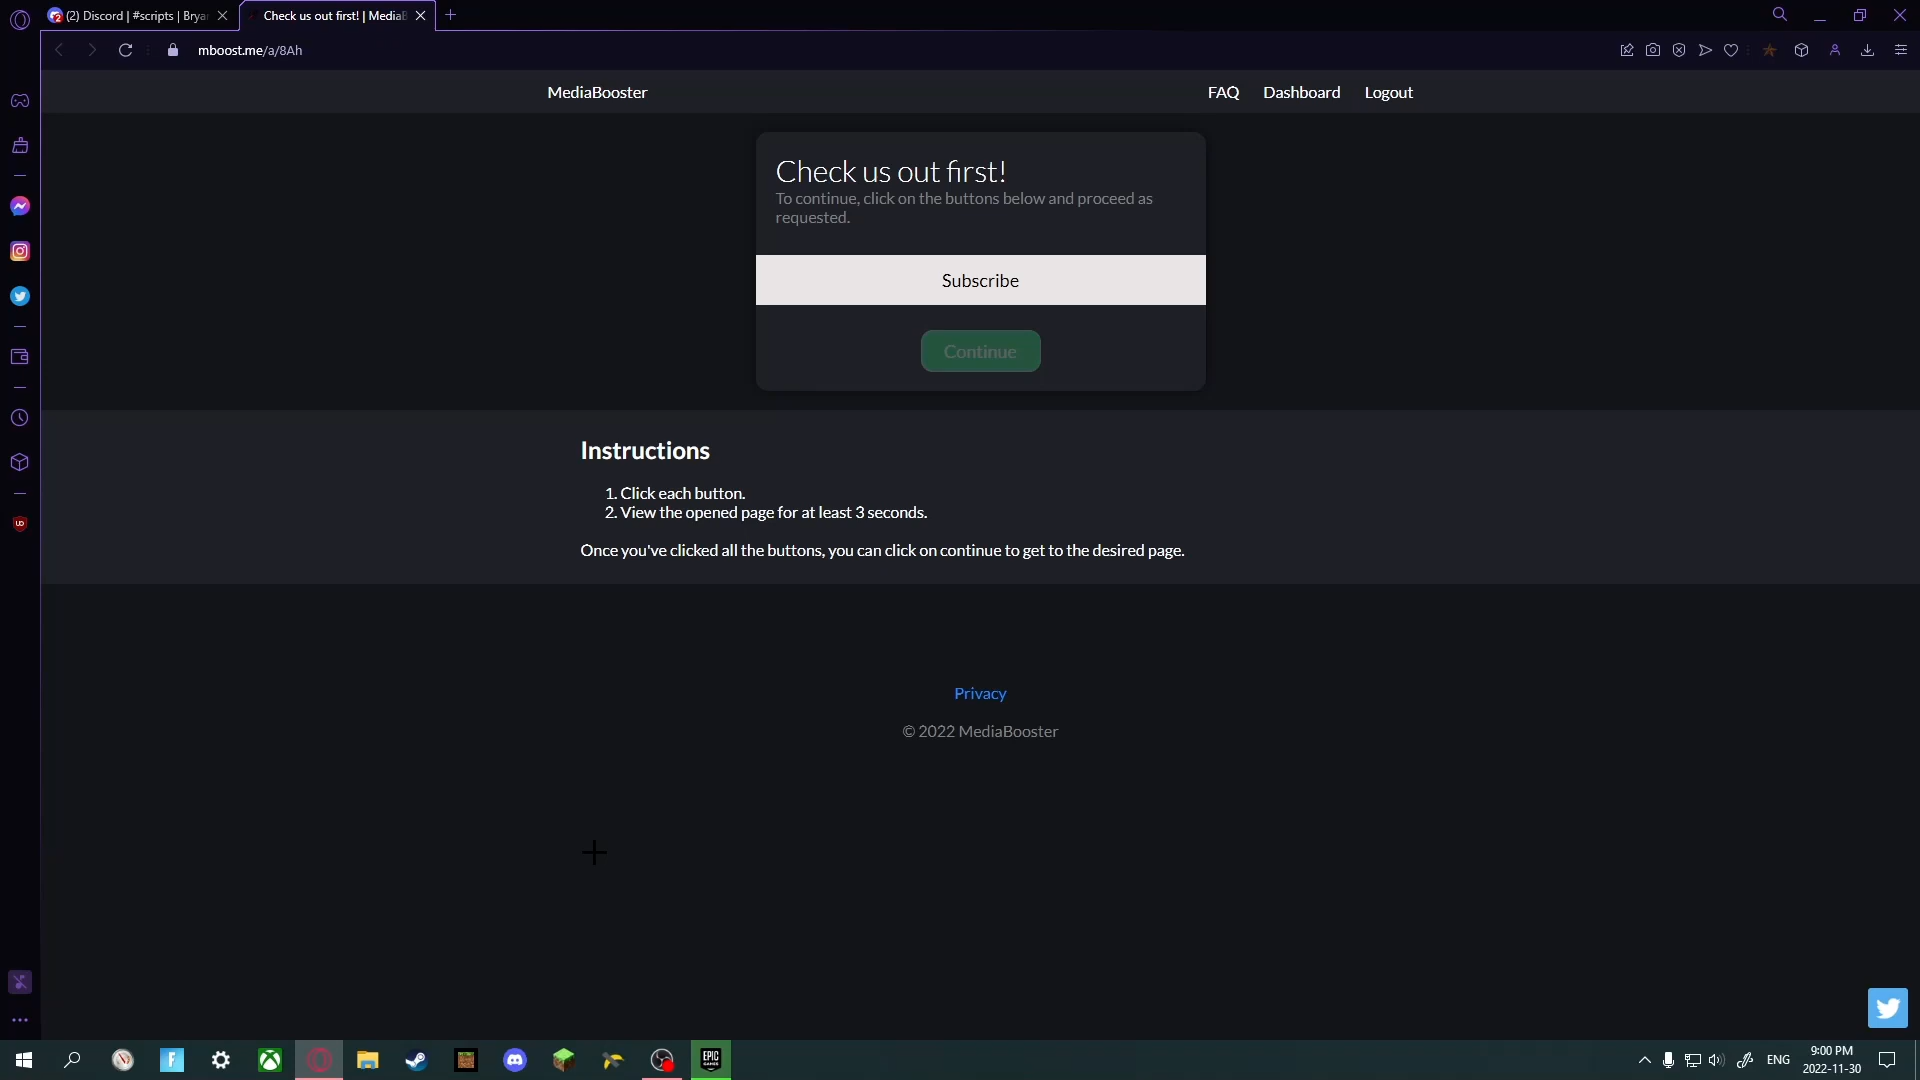 (2) Discord | #scripts | Brya
Check us out first! | MediaB
mboost.me/a/8Ah
MediaBooster
FAQ
Dashboard
Logout
Check us out first!
To continue, click on the buttons below and proceed as
requested.
Subscribe
Continue
Instructions
1. Click each button.
2. View the opened page for at least 3 seconds.
Once you've clicked all the buttons, you can click on continue to get to the desired page.
Privacy
© 2022 MediaBooster
EPIC
GAMES
ENG
9:00 PM
2022-11-30